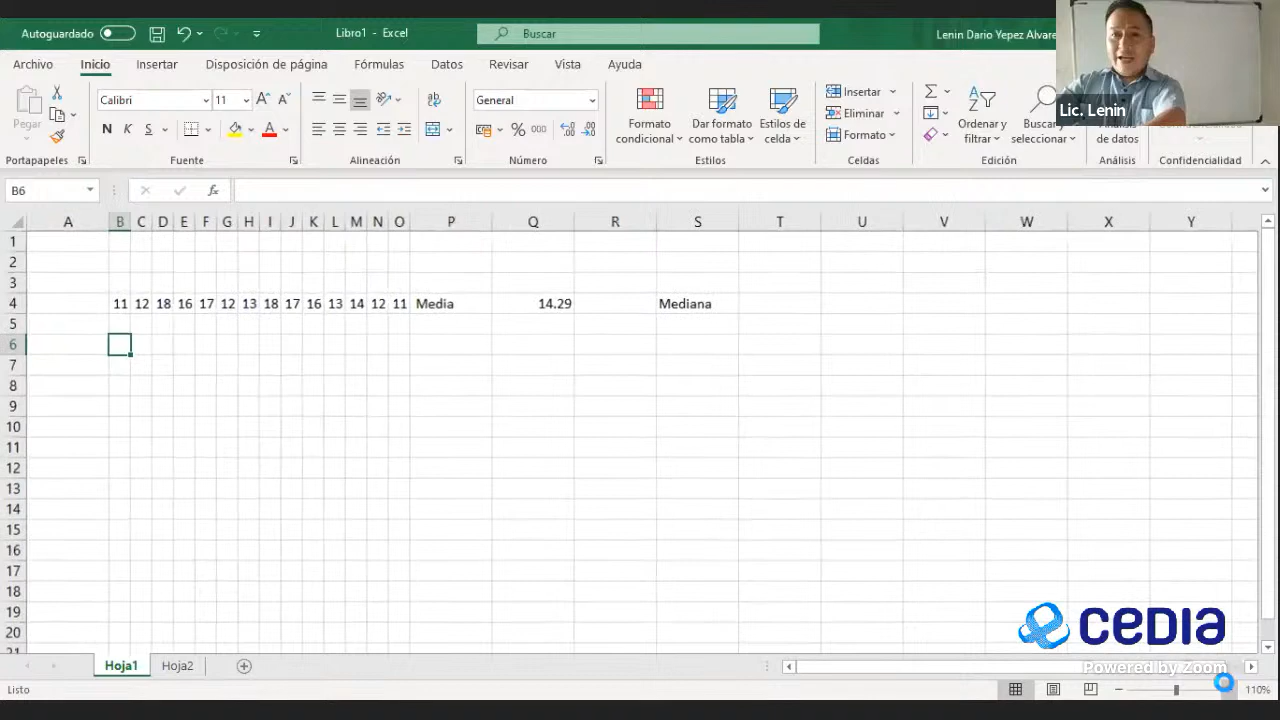 Autoguardado
Libro1 - Excel
Buscar
Lenin Dario Yepez Alvare
Archivo Inicio Insertar Disposición de página Fórmulas Datos Revisar Vista Ayuda
Lic. Lenin
Pegar
Calibri 11
N K S
General
% 000
Formato condicional
Dar formato como tabla
Estilos de celda
Insertar
Eliminar
Formato
Ordenar y filtrar
Buscar y seleccionar
Análisis de datos
Confidencialidad
Portapapeles Fuente Alineación Número Estilos Celdas Edición Análisis Confidencialidad
B6 fx
A B C D E F G H I J K L M N O P Q R S T U V W X Y
1
2
3
4 11 12 18 16 17 12 13 18 17 16 13 14 12 11 Media 14.29 Mediana
5
6
7
8
9
10
11
12
13
14
15
16
17
18
19
20
21
cedia
Powered by Zoom
Hoja1 Hoja2
Listo 110%